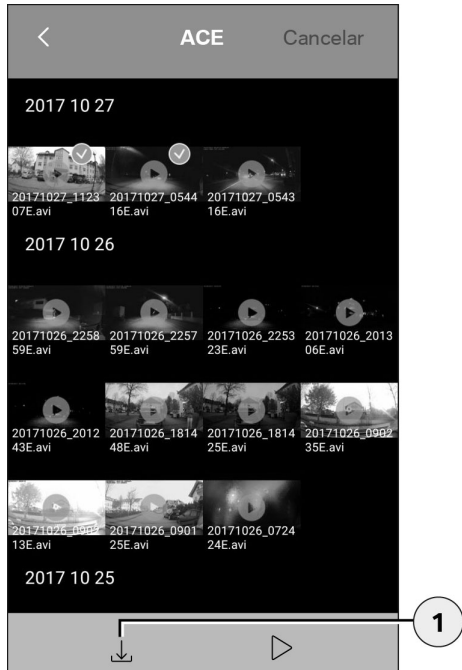 ACE Cancelar
2017 10 27
20171027_1123 20171027_0544 20171027_0543
07E.avi 16E.avi 16E.avi
2017 10 26
20171026_2258 20171026_2257 20171026_2253 20171026_2013
59E.avi 59E.avi 23E.avi 06E.avi
20171026_2012 20171026_1814 20171026_1814 20171026_0902
43E.avi 48E.avi 25E.avi 35E.avi
20171026_0902 20171026_0901 20171026_0724
13E.avi 25E.avi 24E.avi
2017 10 25
1